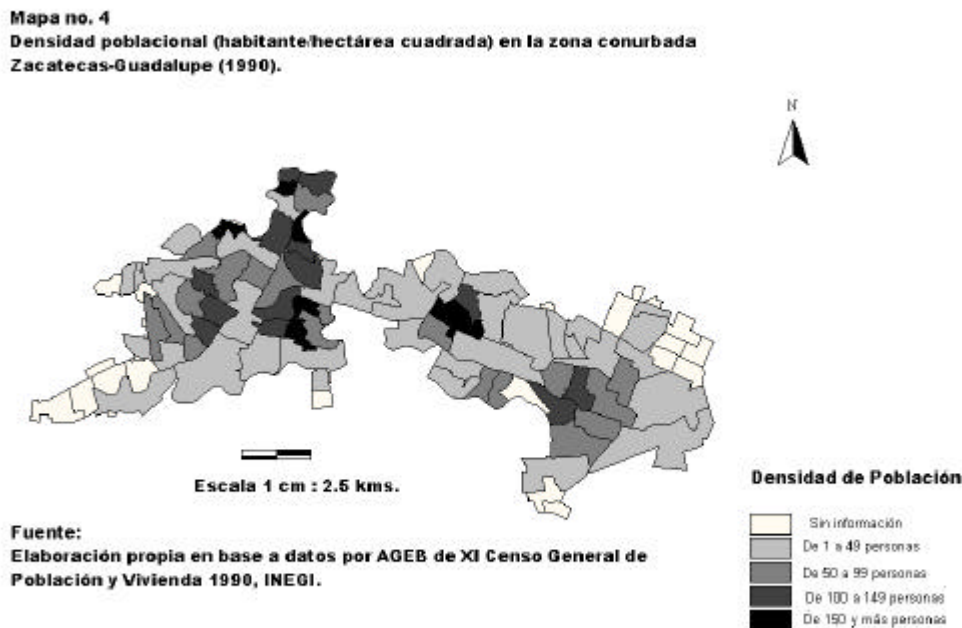 Mapa no. 4
Densidad poblacional (habitante/hectárea cuadrada) en la zona conurbada
Zacatecas-Guadalupe (1990).
N
Escala 1 cm : 2.5 kms.
Fuente:
Elaboración propia en base a datos por AGEB de XI Censo General de
Población y Vivienda 1990, INEGI.
Densidad de Población
Sin información
De 1 a 49 personas
De 50 a 99 personas
De 100 a 149 personas
De 150 y más personas